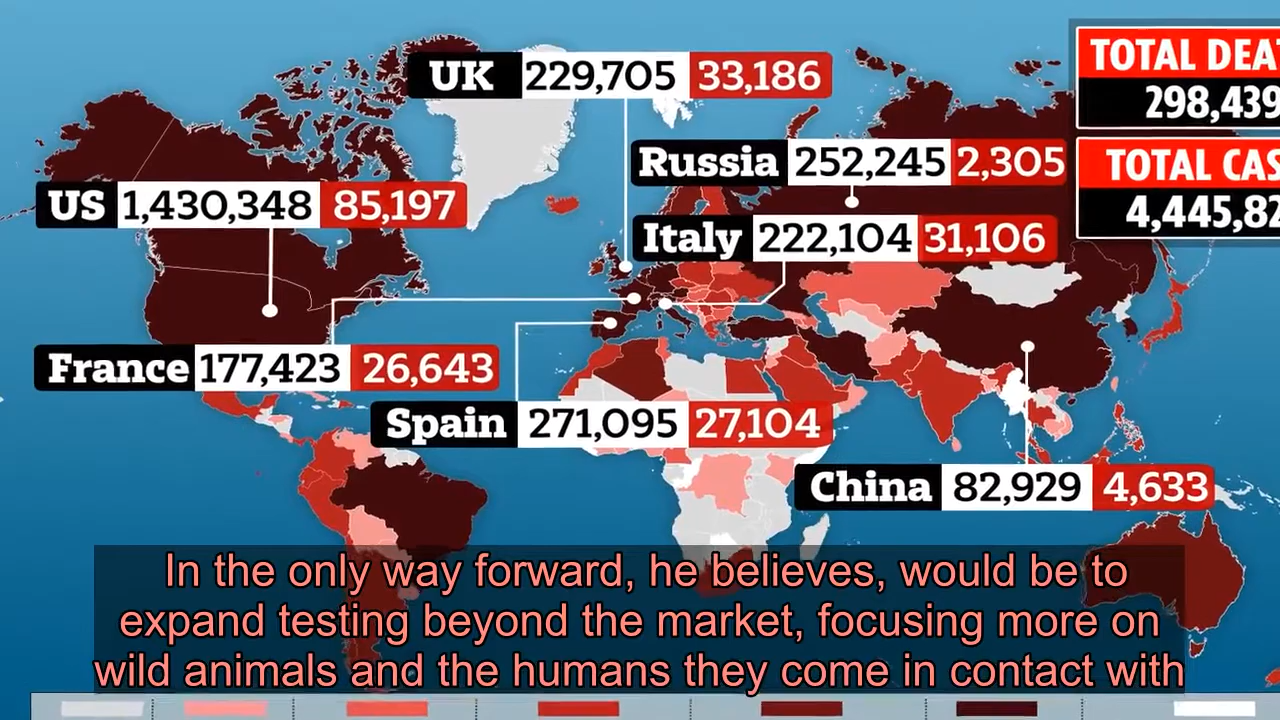 UK 229,705 33,186
TOTAL DEA
298,439
Russia 252,245 2,305
TOTAL CAS
4,445,82
US 1,430,348 85,197
Italy 222,104 31,106
France 177,423 26,643
Spain 271,095 27,104
China 82,929 4,633
In the only way forward, he believes, would be to
expand testing beyond the market, focusing more on
wild animals and the humans they come in contact with